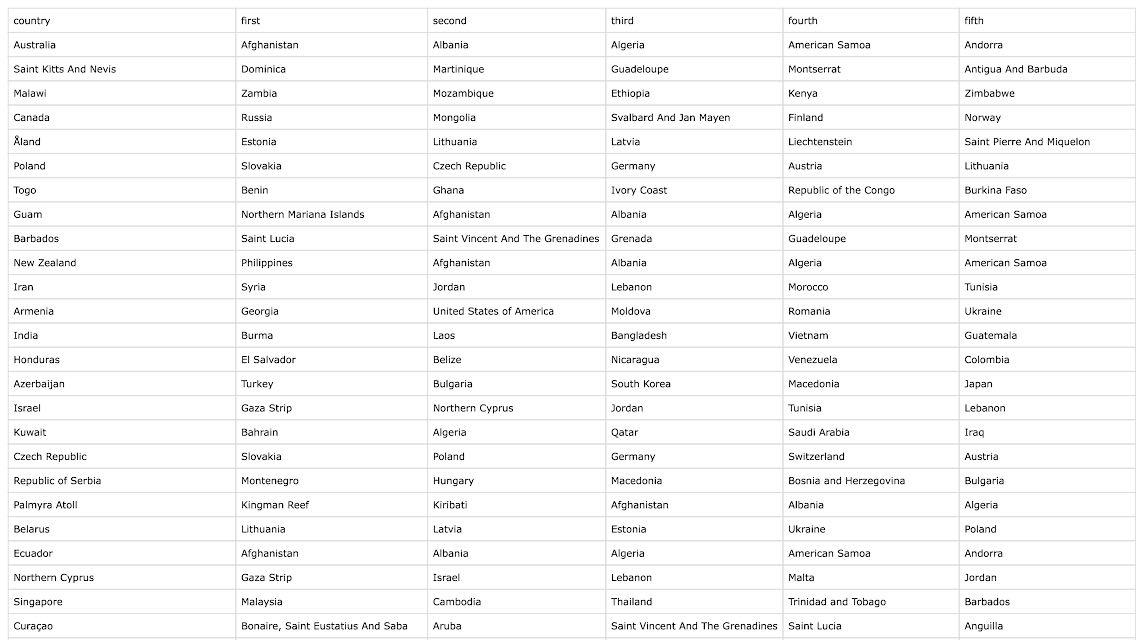 country first second third fourth fifth
Australia Afghanistan Albania Algeria American Samoa Andorra
Saint Kitts And Nevis Dominica Martinique Guadeloupe Montserrat Antigua And Barbuda
Malawi Zambia Mozambique Ethiopia Kenya Zimbabwe
Canada Russia Mongolia Svalbard And Jan Mayen Finland Norway
Åland Estonia Lithuania Latvia Liechtenstein Saint Pierre And Miquelon
Poland Slovakia Czech Republic Germany Austria Lithuania
Togo Benin Ghana Ivory Coast Republic of the Congo Burkina Faso
Guam Northern Mariana Islands Afghanistan Albania Algeria American Samoa
Barbados Saint Lucia Saint Vincent And The Grenadines Grenada Guadeloupe Montserrat
New Zealand Philippines Afghanistan Albania Algeria American Samoa
Iran Syria Jordan Lebanon Morocco Tunisia
Armenia Georgia United States of America Moldova Romania Ukraine
India Burma Laos Bangladesh Vietnam Guatemala
Honduras El Salvador Belize Nicaragua Venezuela Colombia
Azerbaijan Turkey Bulgaria South Korea Macedonia Japan
Israel Gaza Strip Northern Cyprus Jordan Tunisia Lebanon
Kuwait Bahrain Algeria Qatar Saudi Arabia Iraq
Czech Republic Slovakia Poland Germany Switzerland Austria
Republic of Serbia Montenegro Hungary Macedonia Bosnia and Herzegovina Bulgaria
Palmyra Atoll Kingman Reef Kiribati Afghanistan Albania Algeria
Belarus Lithuania Latvia Estonia Ukraine Poland
Ecuador Afghanistan Albania Algeria American Samoa Andorra
Northern Cyprus Gaza Strip Israel Lebanon Malta Jordan
Singapore Malaysia Cambodia Thailand Trinidad and Tobago Barbados
Curaçao Bonaire, Saint Eustatius And Saba Aruba Saint Vincent And The Grenadines Saint Lucia Anguilla